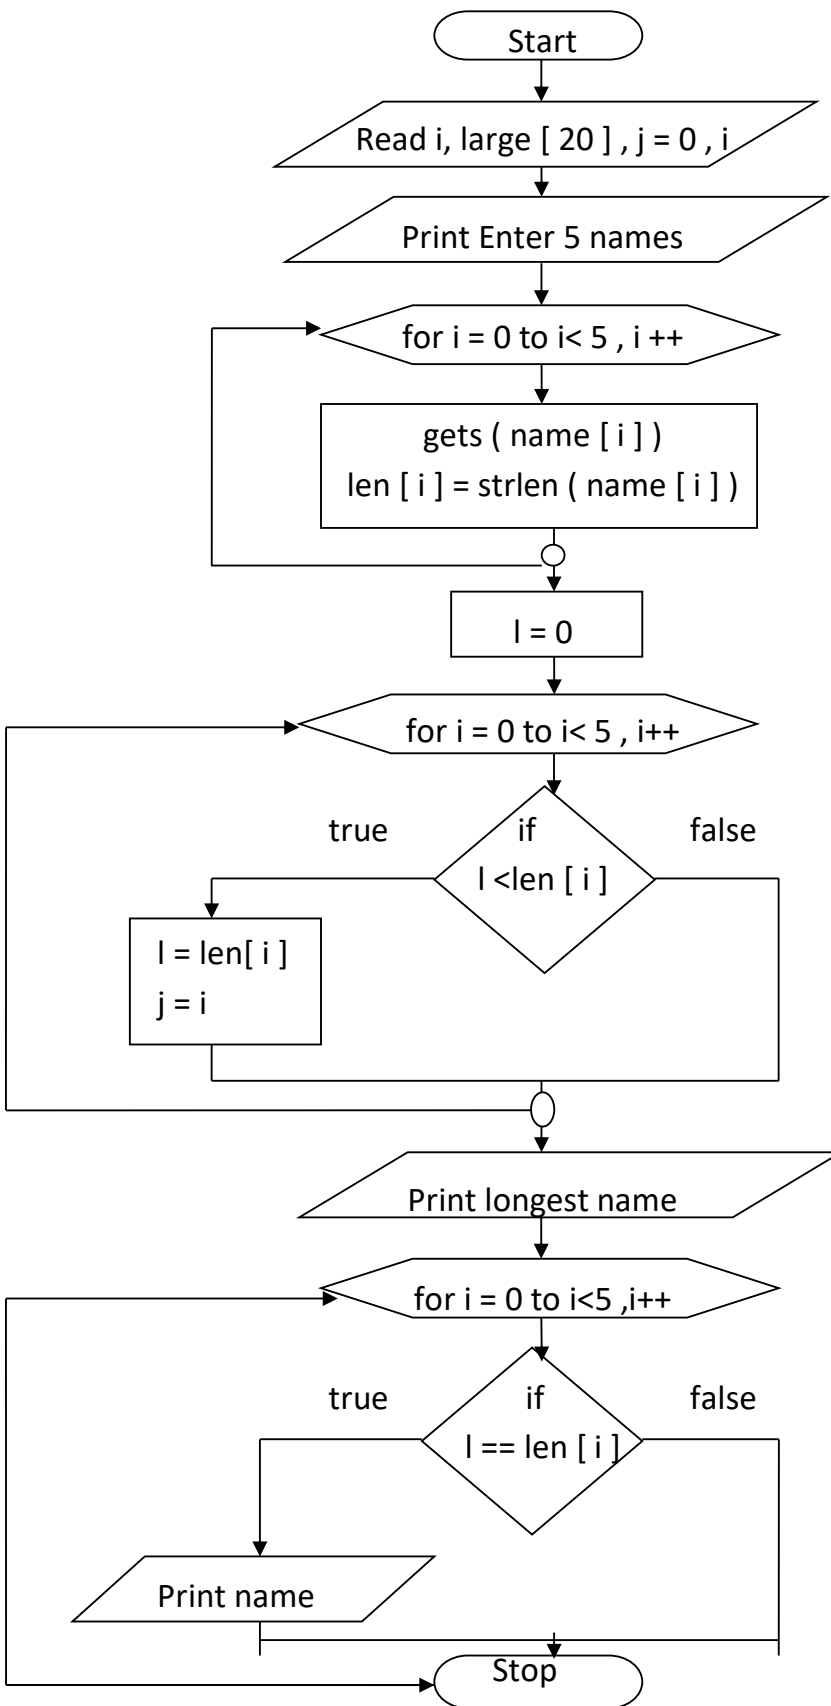 Start
Read i, large [ 20 ] , j = 0 , i
Print Enter 5 names
for i = 0 to i< 5 , i ++
gets ( name [ i ] )
len [ i ] = strlen ( name [ i ] )
l = 0
for i = 0 to i< 5 , i++
true
if
false
l <len [ i ]
l = len[ i ]
j = i
Print longest name
for i = 0 to i<5 ,i++
true
if
false
l == len [ i ]
Print name
Stop